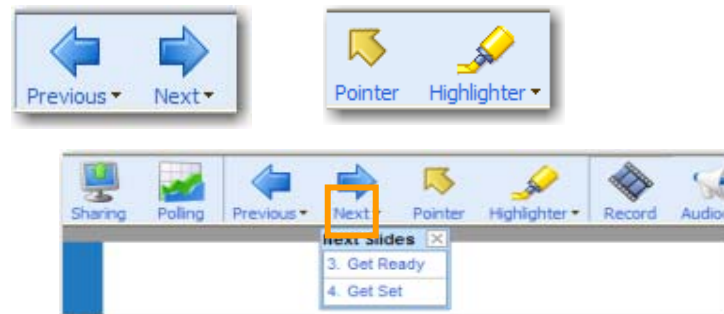 Previous Next
Pointer Highlighter
Sharing Polling Previous Next Pointer Highlighter Record Audio
Next Slides
3. Get Ready
4. Get Set